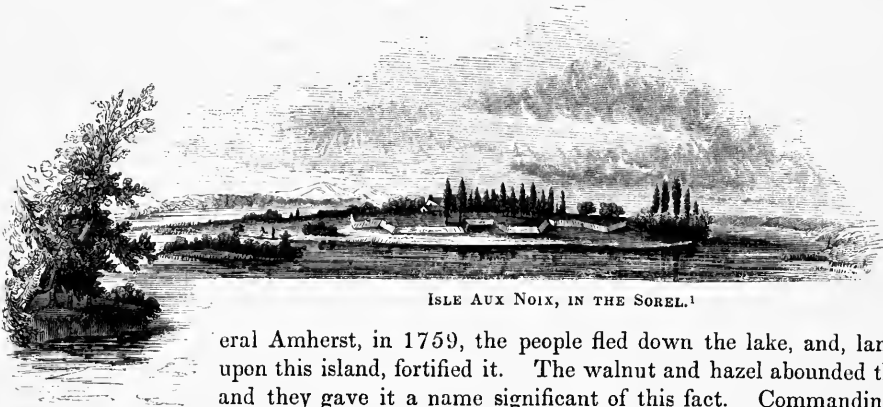 ISLE AUX NOIX, IN THE SOREL.¹
eral Amherst, in 1759, the people fled down the lake, and,
upon this island, fortified it. The walnut and hazel abounded
and they gave it a name significant of this fact.